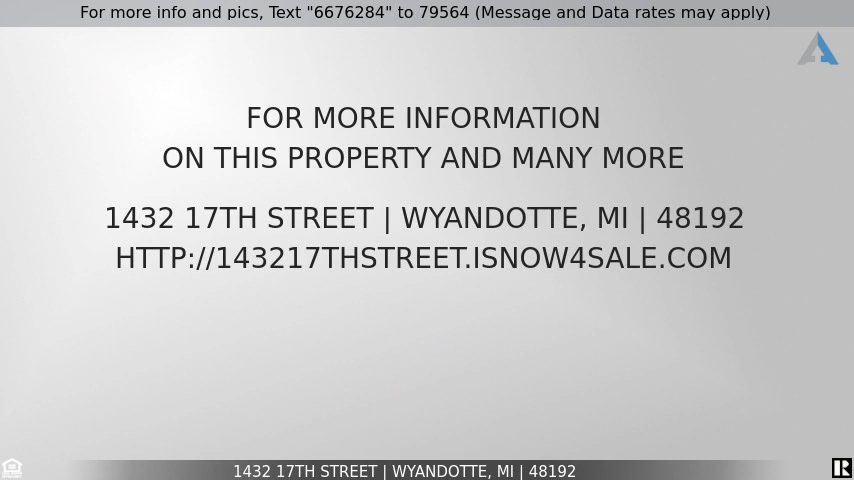 For more info and pics, Text "6676284" to 79564 (Message and Data rates may apply)
FOR MORE INFORMATION
ON THIS PROPERTY AND MANY MORE
1432 17TH STREET | WYANDOTTE, MI | 48192
HTTP://143217THSTREET.ISNOW4SALE.COM
1432 17TH STREET | WYANDOTTE, MI | 48192